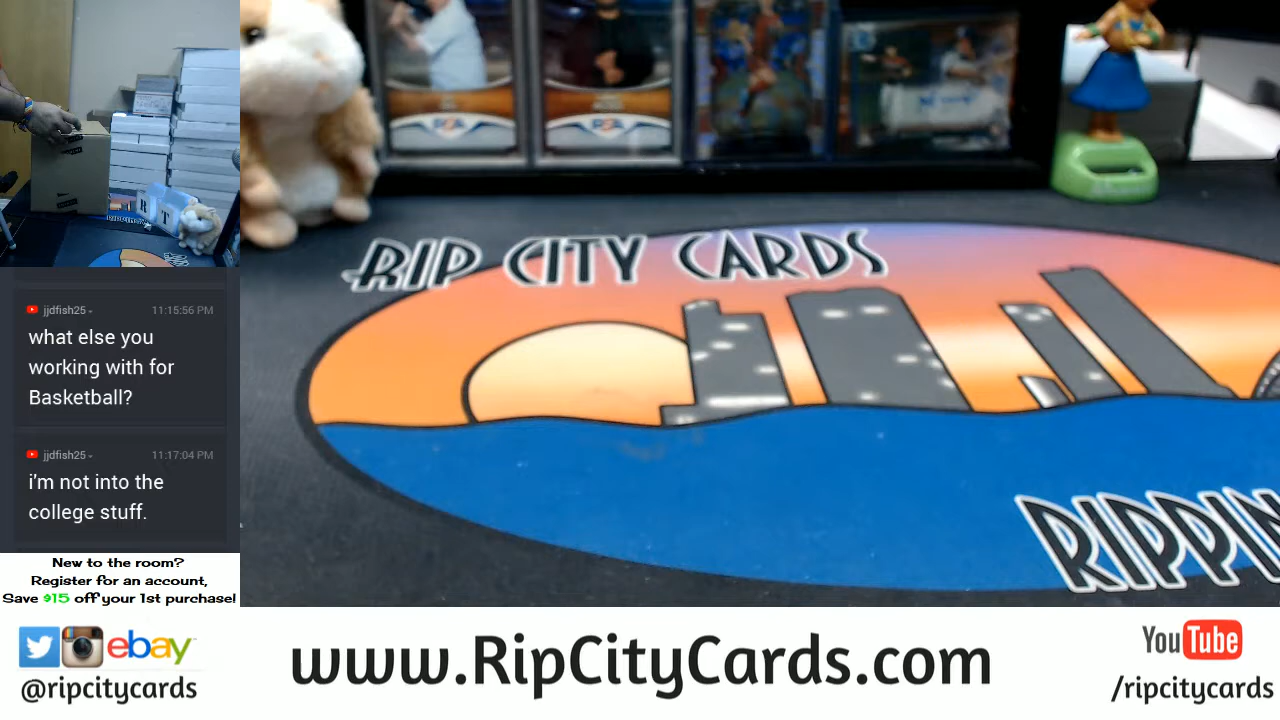 R T
RIPPIN
jjdfish25
11:15:56 PM
what else you
working with for
Basketball?
jjdfish25
11:17:04 PM
i'm not into the
college stuff.
New to the room?
Register for an account,
Save $15 off your 1st purchase!
RIP CITY CARDS
RIPPIN
ebay
@ripcitycards
www.RipCityCards.com
YouTube
/ripcitycards